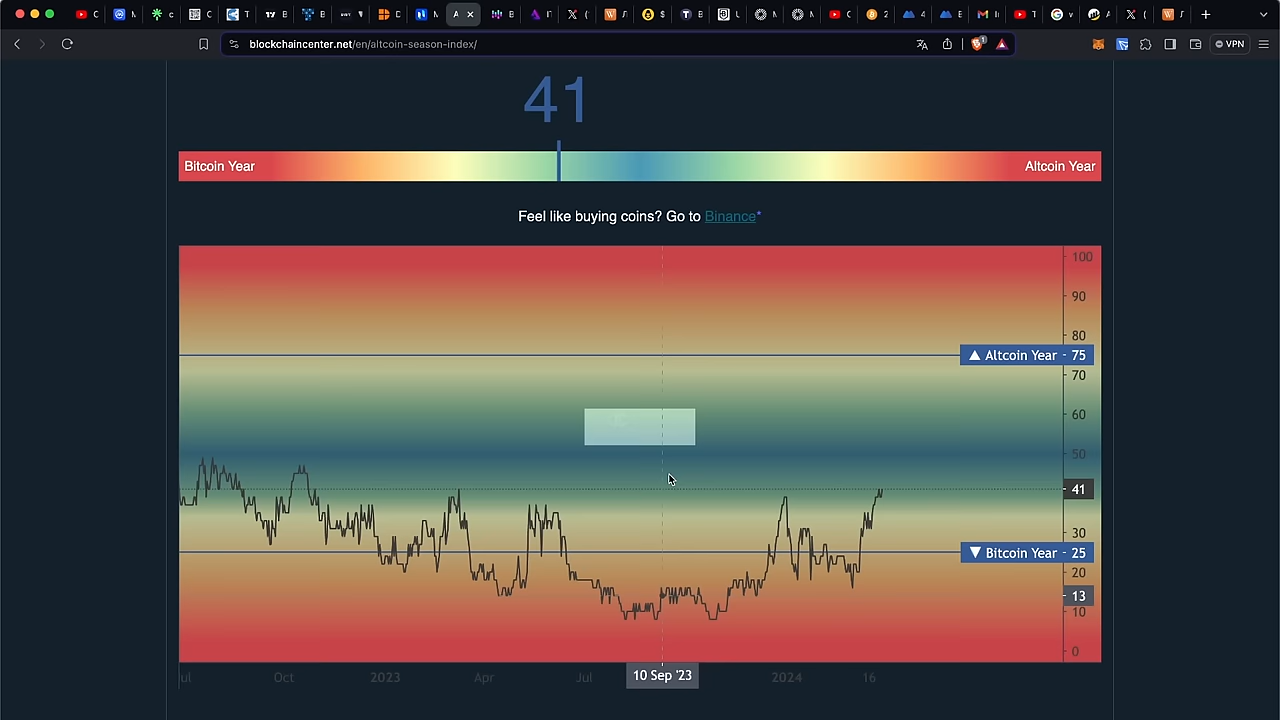 blockchaincenter.net/en/altcoin-season-index/
1
VPN
41
Bitcoin Year
Altcoin Year
Feel like buying coins? Go to Binance*
100
90
80
▲ Altcoin Year - 75
70
60
50
41
30
▼ Bitcoin Year - 25
20
13
10
0
ul Oct 2023 Apr Jul 10 Sep '23 2024 16